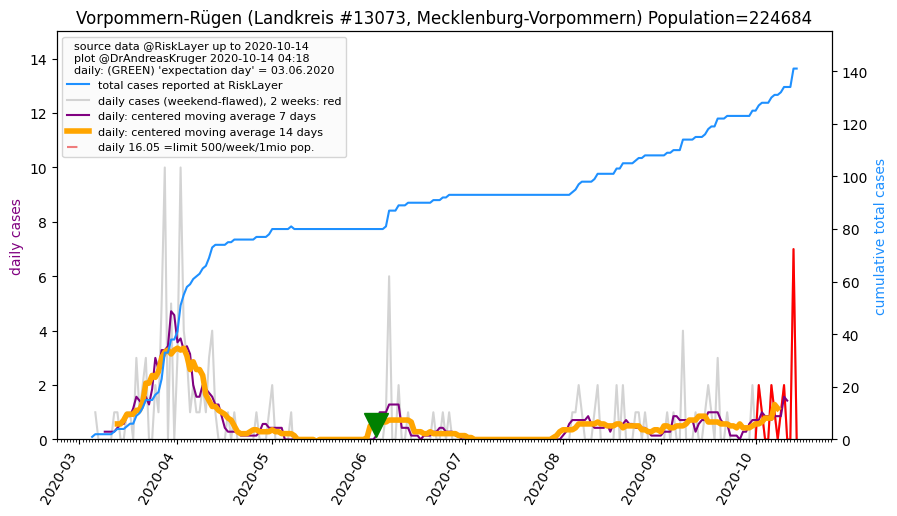 Vorpommern-Rügen (Landkreis #13073, Mecklenburg-Vorpommern) Population=224684
source data @RiskLayer up to 2020-10-14
plot @DrAndreasKruger 2020-10-14 04:18
daily: (GREEN) 'expectation day' = 03.06.2020
total cases reported at RiskLayer
daily cases (weekend-flawed), 2 weeks: red
daily: centered moving average 7 days
daily: centered moving average 14 days
daily 16.05 =limit 500/week/1mio pop.
daily cases
14
12
10
8
6
4
2
0
cumulative total cases
140
120
100
80
60
40
20
0
2020-03
2020-04
2020-05
2020-06
2020-07
2020-08
2020-09
2020-10